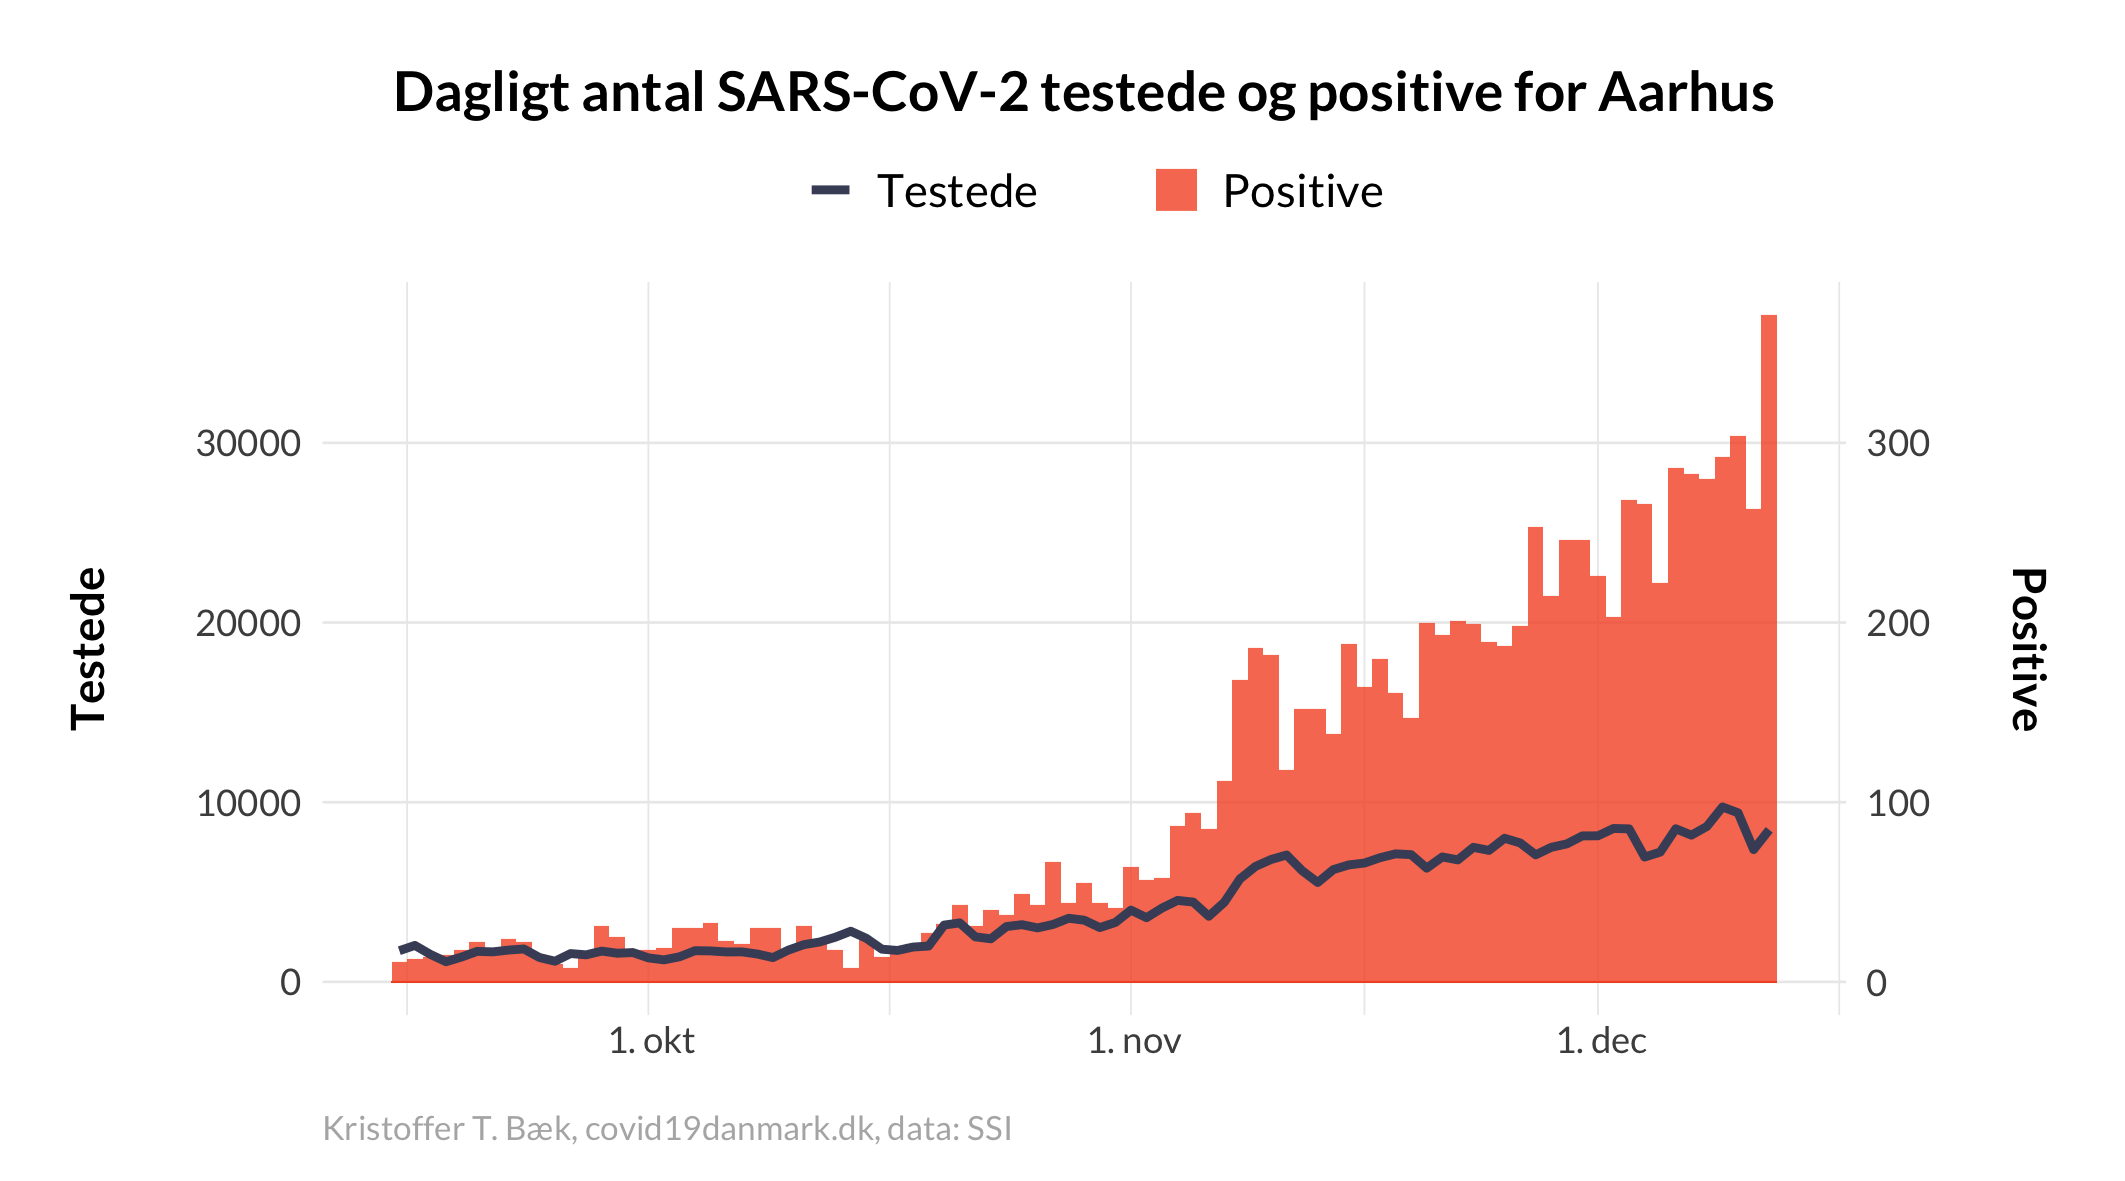 Dagligt antal SARS-CoV-2 testede og positive for Aarhus
Testede
Positive
30000
20000
10000
0
Testede
300
200
100
0
Positive
1. okt
1. nov
1. dec
Kristoffer T. Bæk, covid19danmark.dk, data: SSI